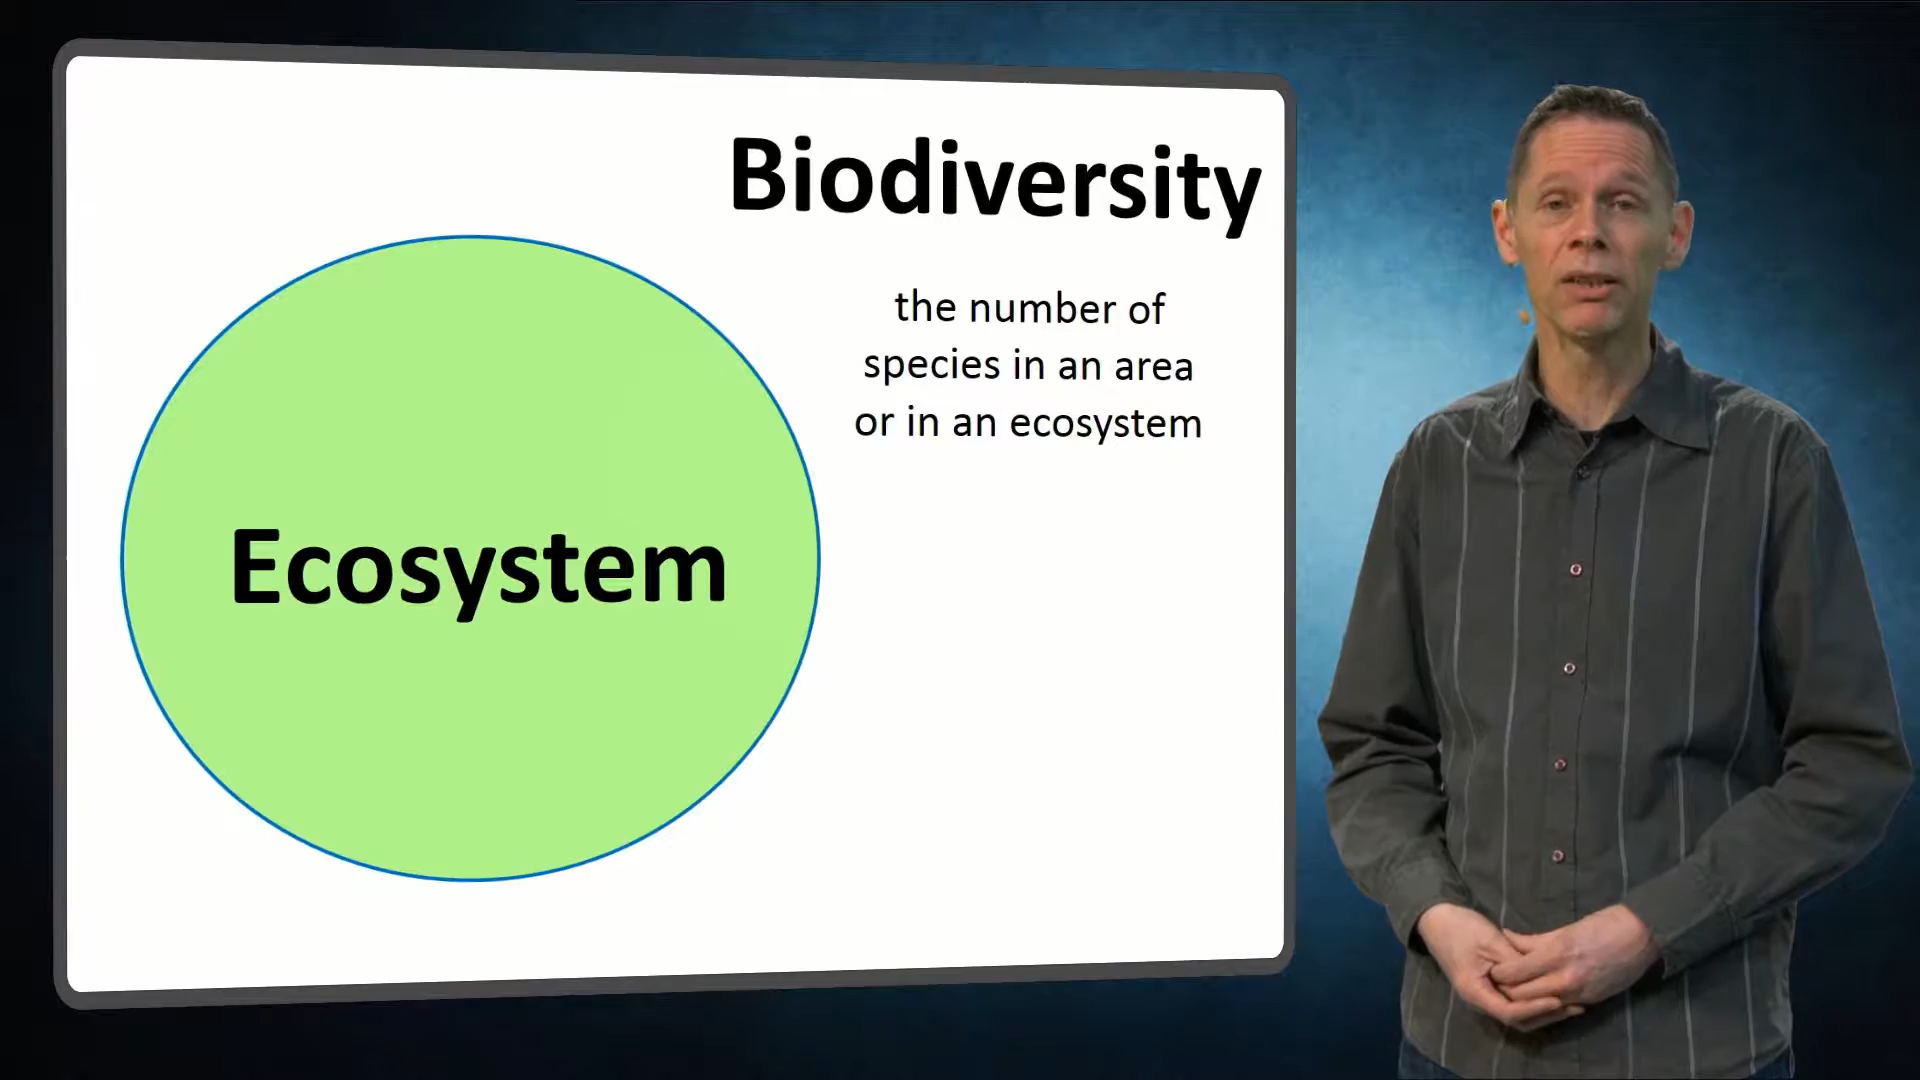 Biodiversity
the number of
species in an area
or in an ecosystem
Ecosystem